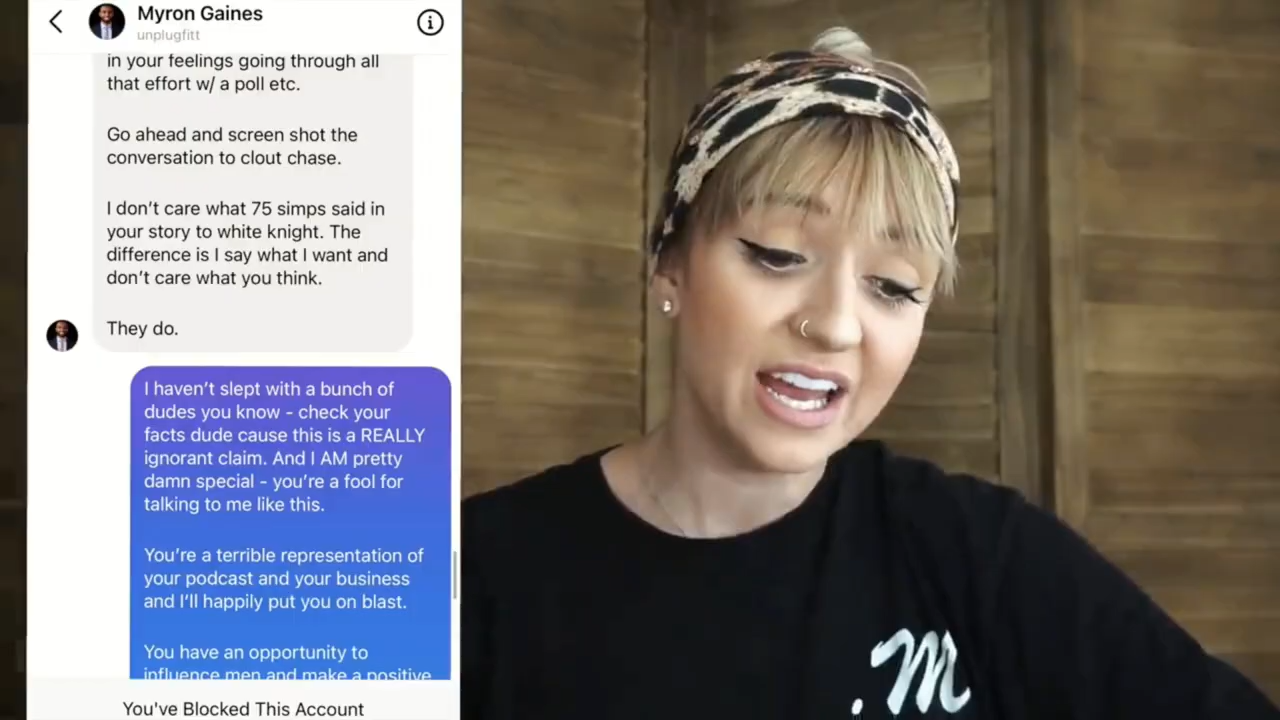 Myron Gaines
unplugfitt
in your feelings going through all
that effort w/ a poll etc.
Go ahead and screen shot the
conversation to clout chase.
I don't care what 75 simps said in
your story to white knight. The
difference is I say what I want and
don't care what you think.
They do.
I haven't slept with a bunch of
dudes you know - check your
facts dude cause this is a REALLY
ignorant claim. And I AM pretty
damn special - you're a fool for
talking to me like this.
You're a terrible representation of
your podcast and your business
and I'll happily put you on blast.
You have an opportunity to
influence men and make a positive
You've Blocked This Account
.M